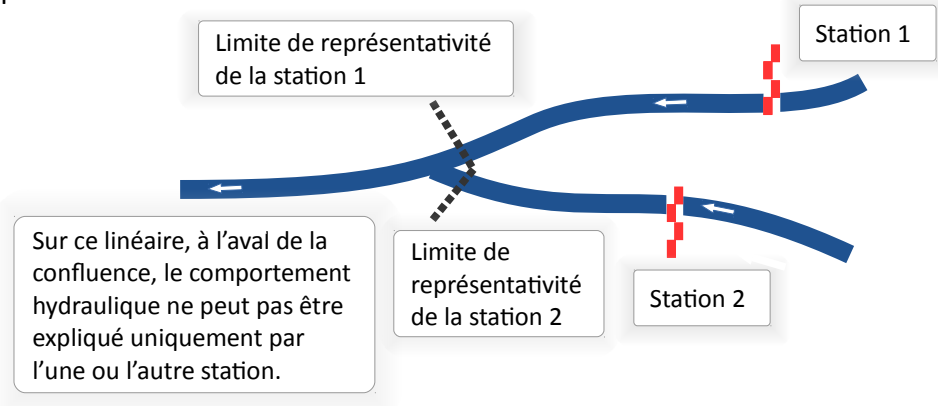 Limite de représentativité
de la station 1
Station 1
Sur ce linéaire, à l’aval de la
confluence, le comportement
hydraulique ne peut pas être
expliqué uniquement par
l’une ou l’autre station.
Limite de
représentativité
de la station 2
Station 2